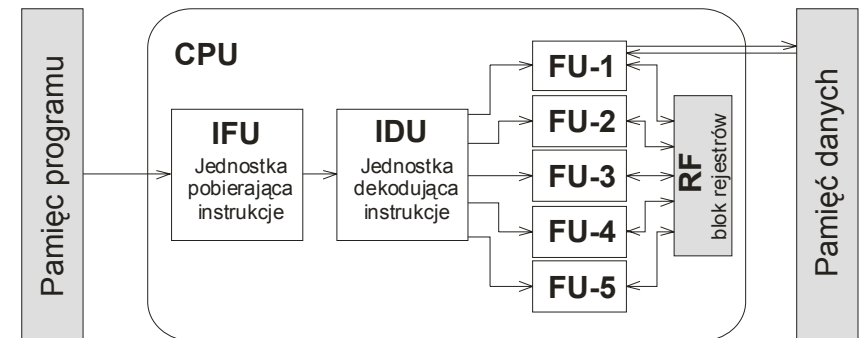 Pamięc programu
CPU
IFU
Jednostka
pobierająca
instrukcje
IDU
Jednostka
dekodująca
instrukcje
FU-1
FU-2
FU-3
FU-4
FU-5
RF
blok rejestrów
Pamięć danych